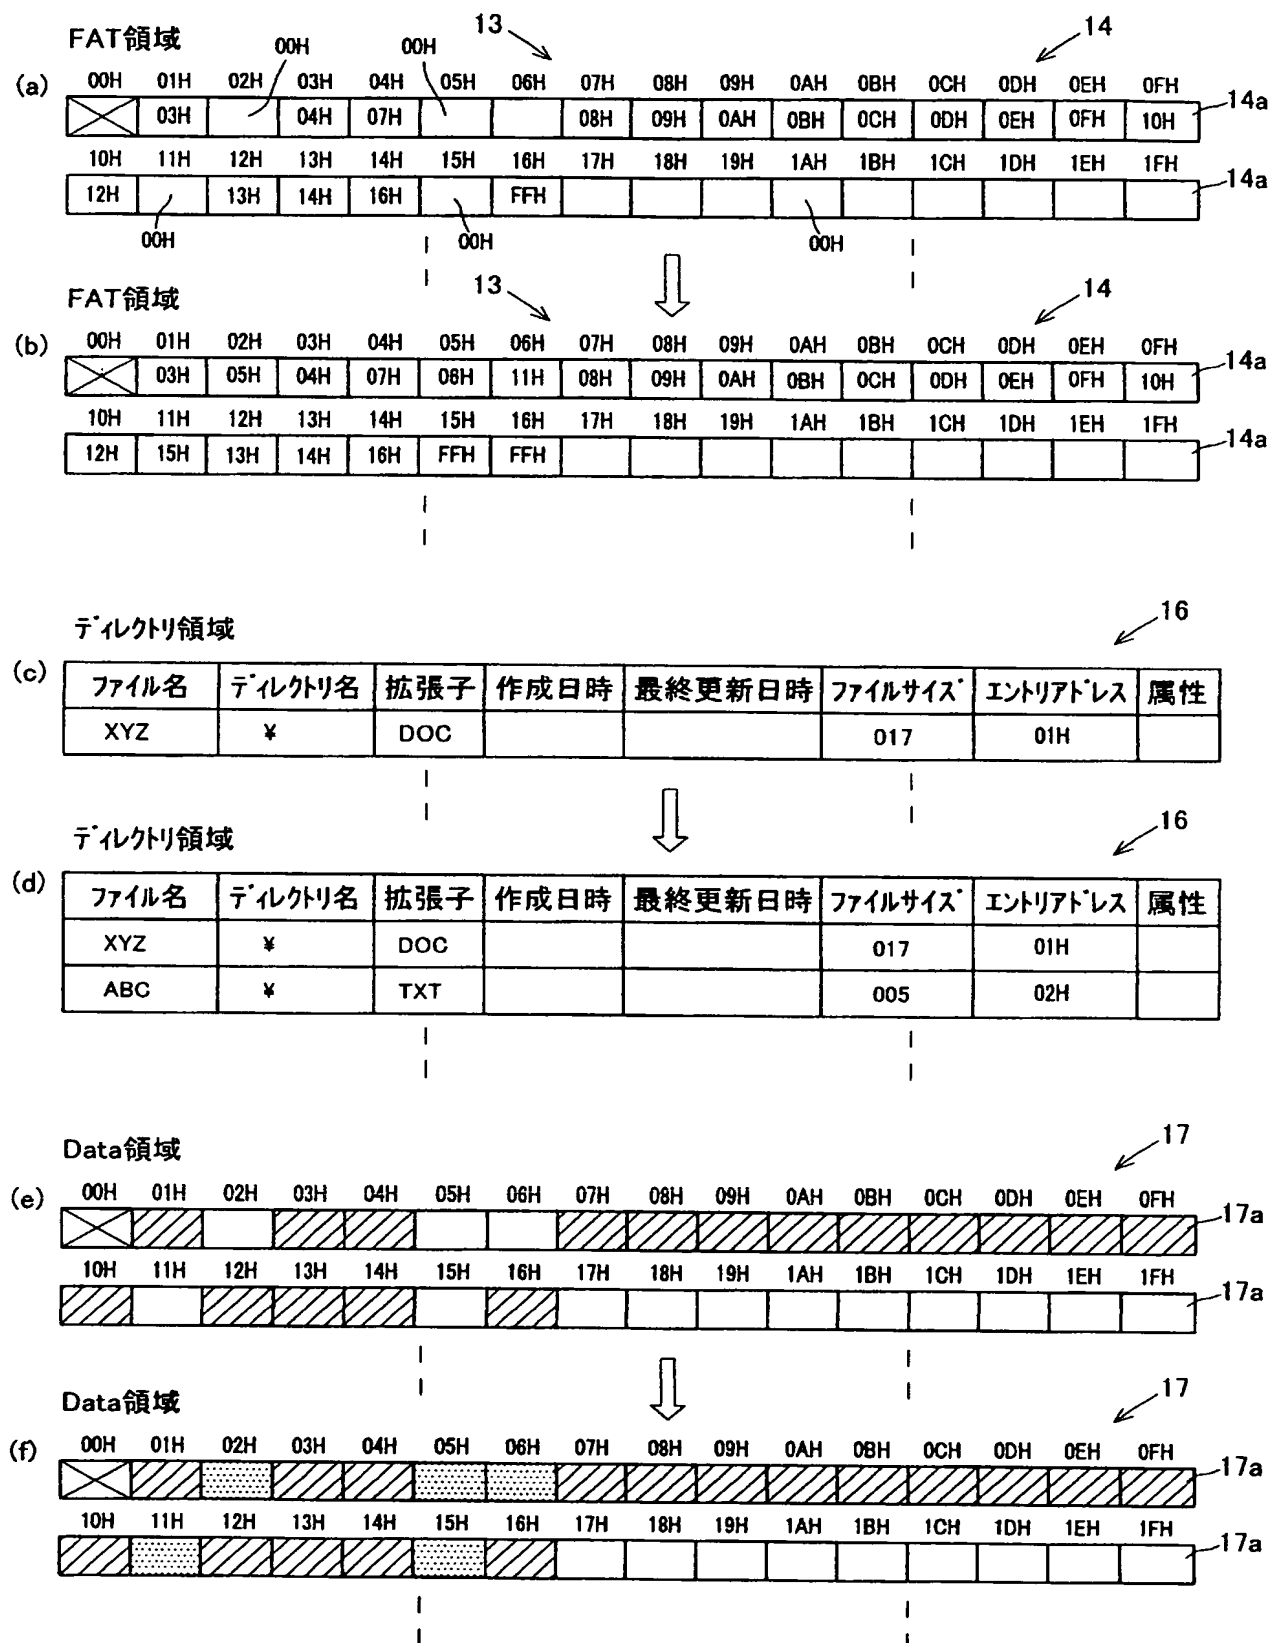 FAT領域
00H 00H 13 14
00H 01H 02H 03H 04H 05H 06H 07H 08H 09H 0AH 0BH 0CH 0DH 0EH 0FH
(a) 03H 04H 07H 08H 09H 0AH 0BH 0CH 0DH 0EH 0FH 10H 14a
10H 11H 12H 13H 14H 15H 16H 17H 18H 19H 1AH 1BH 1CH 1DH 1EH 1FH
12H 13H 14H 16H FFH 14a
00H 00H 00H
FAT領域 13 14
00H 01H 02H 03H 04H 05H 06H 07H 08H 09H 0AH 0BH 0CH 0DH 0EH 0FH
(b) 03H 05H 04H 07H 06H 11H 08H 09H 0AH 0BH 0CH 0DH 0EH 0FH 10H 14a
10H 11H 12H 13H 14H 15H 16H 17H 18H 19H 1AH 1BH 1CH 1DH 1EH 1FH
12H 15H 13H 14H 16H FFH FFH 14a
ディレクトリ領域 16
(c) ファイル名 ディレクトリ名 拡張子 作成日時 最終更新日時 ファイルサイズ エントリアドレス 属性
XYZ ¥ DOC 017 01H
ディレクトリ領域 16
(d) ファイル名 ディレクトリ名 拡張子 作成日時 最終更新日時 ファイルサイズ エントリアドレス 属性
XYZ ¥ DOC 017 01H
ABC ¥ TXT 005 02H
Data領域 17
(e) 00H 01H 02H 03H 04H 05H 06H 07H 08H 09H 0AH 0BH 0CH 0DH 0EH 0FH
17a
10H 11H 12H 13H 14H 15H 16H 17H 18H 19H 1AH 1BH 1CH 1DH 1EH 1FH
17a
Data領域 17
(f) 00H 01H 02H 03H 04H 05H 06H 07H 08H 09H 0AH 0BH 0CH 0DH 0EH 0FH
17a
10H 11H 12H 13H 14H 15H 16H 17H 18H 19H 1AH 1BH 1CH 1DH 1EH 1FH
17a